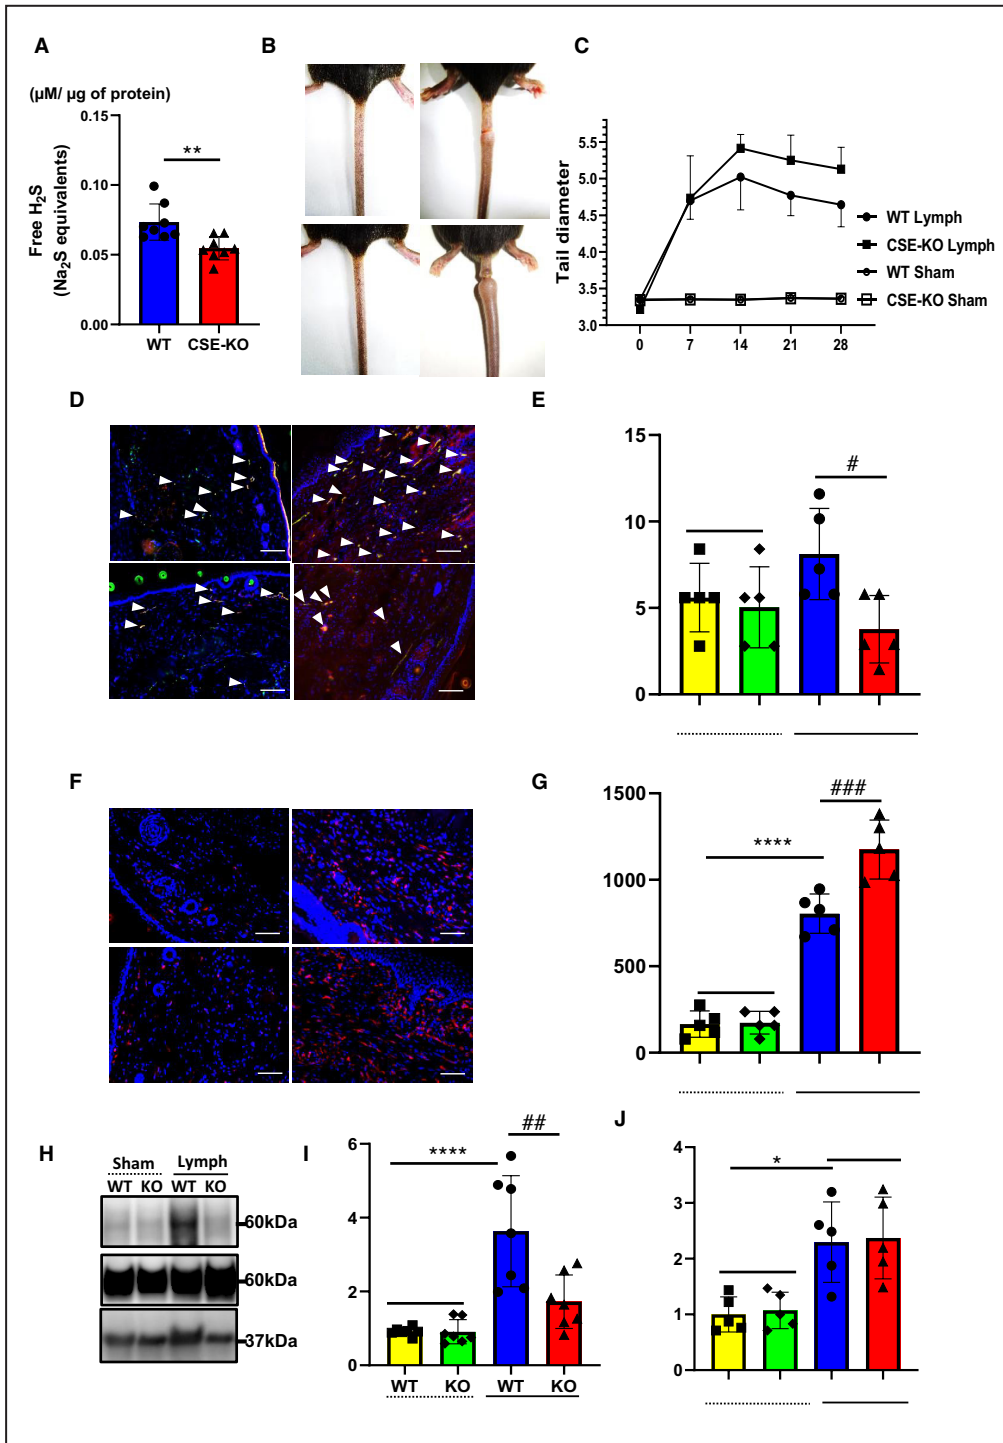 A
(µM/ µg of protein)
Free H₂S
(Na₂S equivalents)
0.15
0.10
0.05
0.00
**
WT
CSE-KO
B
C
Tail diameter
5.5
5.0
4.5
4.0
3.5
3.0
0
7
14
21
28
WT Lymph
CSE-KO Lymph
WT Sham
CSE-KO Sham
D
E
15
10
5
0
#
F
G
1500
1000
500
0
****
###
H
Sham Lymph
WT KO WT KO
60kDa
60kDa
37kDa
I
6
4
2
0
****
##
WT KO WT KO
J
4
3
2
1
0
*